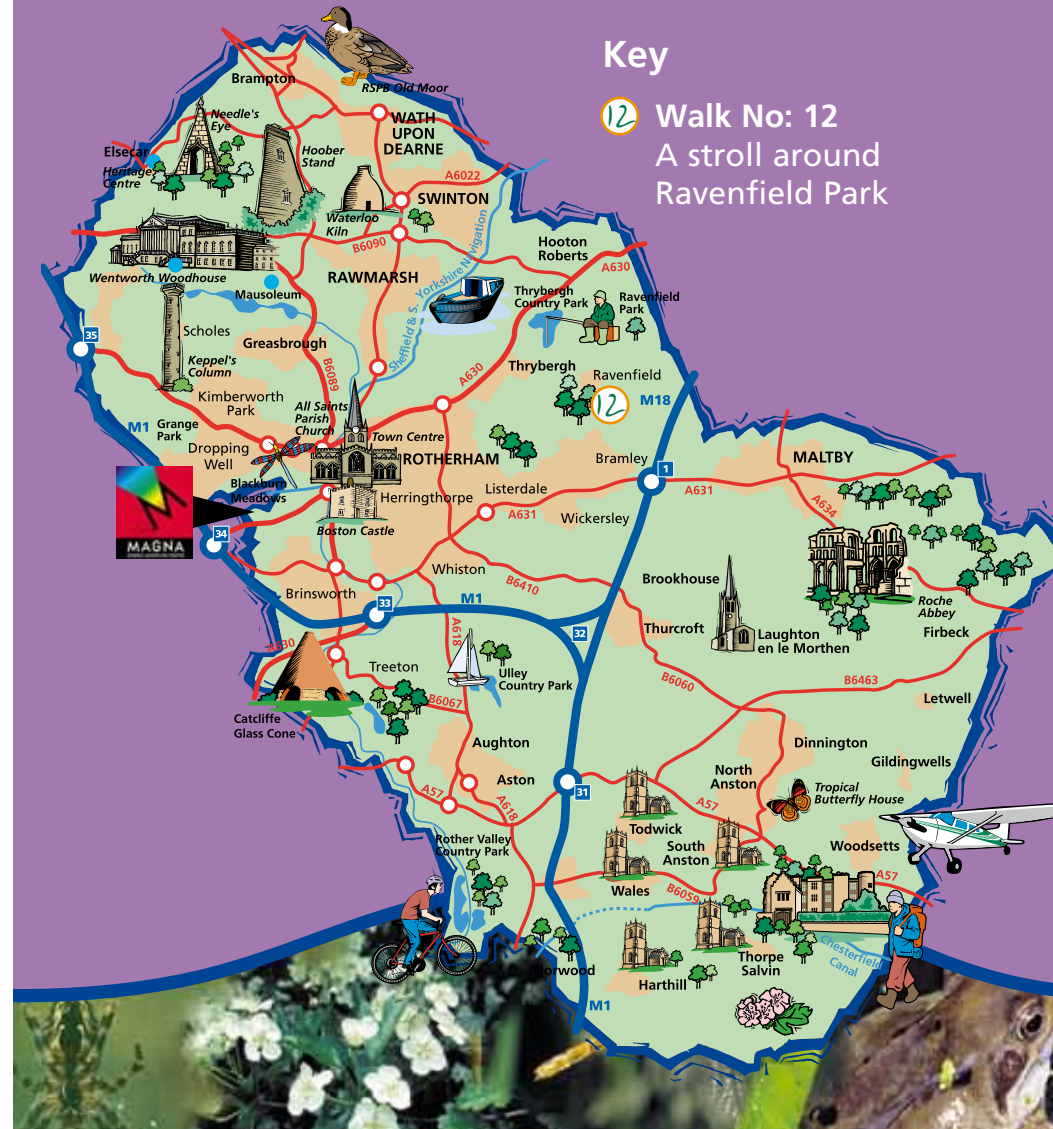 Key
12
Walk No: 12
A stroll around
Ravenfield Park
Brampton
RSPB Old Moor
Needle's
Eye
WATH
UPON
DEARNE
Elsecar
Heritage
Centre
Hoober
Stand
A6022
SWINTON
Waterloo
Kiln
B6090
Hooton
Roberts
A630
Wentworth Woodhouse
RAWMARSH
Sheffield & S. Yorkshire Navigation
Mausoleum
Thrybergh
Country Park
Ravenfield
Park
35
Scholes
Greasbrough
Keppel's
Column
B6089
A630
Thrybergh
Ravenfield
12
M18
Kimberworth
Park
All Saints
Parish
Church
M1
Grange
Park
Dropping
Well
Town Centre
ROTHERHAM
Bramley
1
MALTBY
A631
Blackburn
Meadows
Herringthorpe
Listerdale
A631
Wickersley
A634
MAGNA
34
Boston Castle
Whiston
B6410
Brookhouse
Brinsworth
33
M1
32
A618
Thurcroft
Laughton
en le Morthen
Roche
Abbey
Firbeck
A630
Treeton
Ulley
Country Park
B6067
B6060
B6463
Letwell
Catcliffe
Glass Cone
Aughton
Dinnington
Gildingwells
Aston
31
North
Anston
Tropical
Butterfly House
A57
A618
A57
Todwick
South
Anston
Woodsetts
Rother Valley
Country Park
Wales
B6059
A57
Norwood
Thorpe
Salvin
Chesterfield
Canal
Harthill
M1